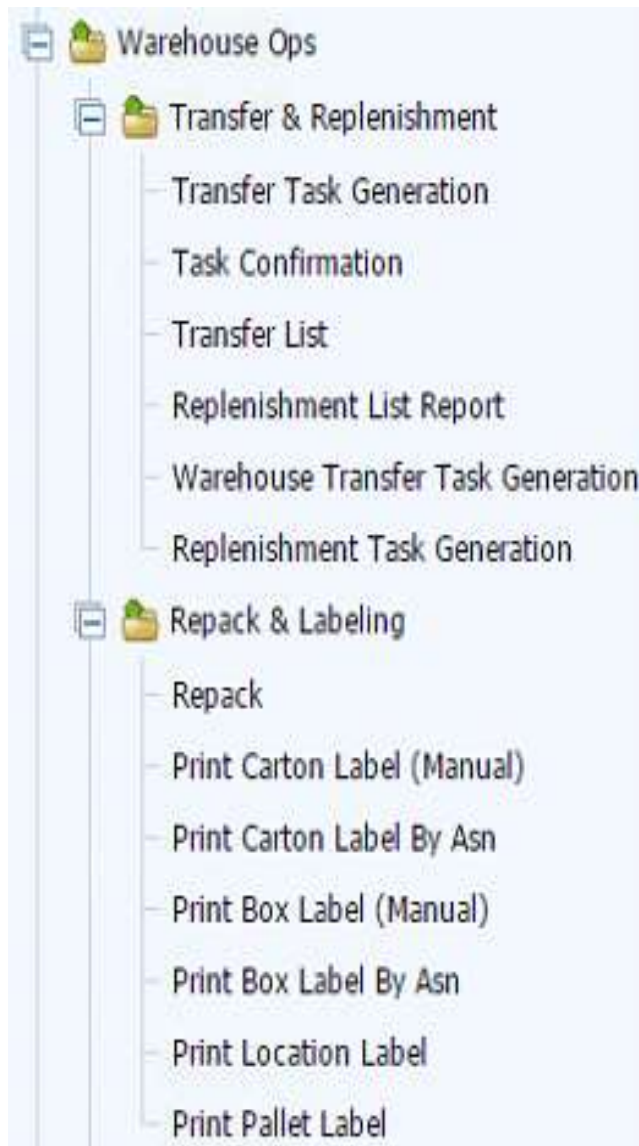 Warehouse Ops
Transfer & Replenishment
Transfer Task Generation
Task Confirmation
Transfer List
Replenishment List Report
Warehouse Transfer Task Generation
Replenishment Task Generation
Repack & Labeling
Repack
Print Carton Label (Manual)
Print Carton Label By Asn
Print Box Label (Manual)
Print Box Label By Asn
Print Location Label
Print Pallet Label